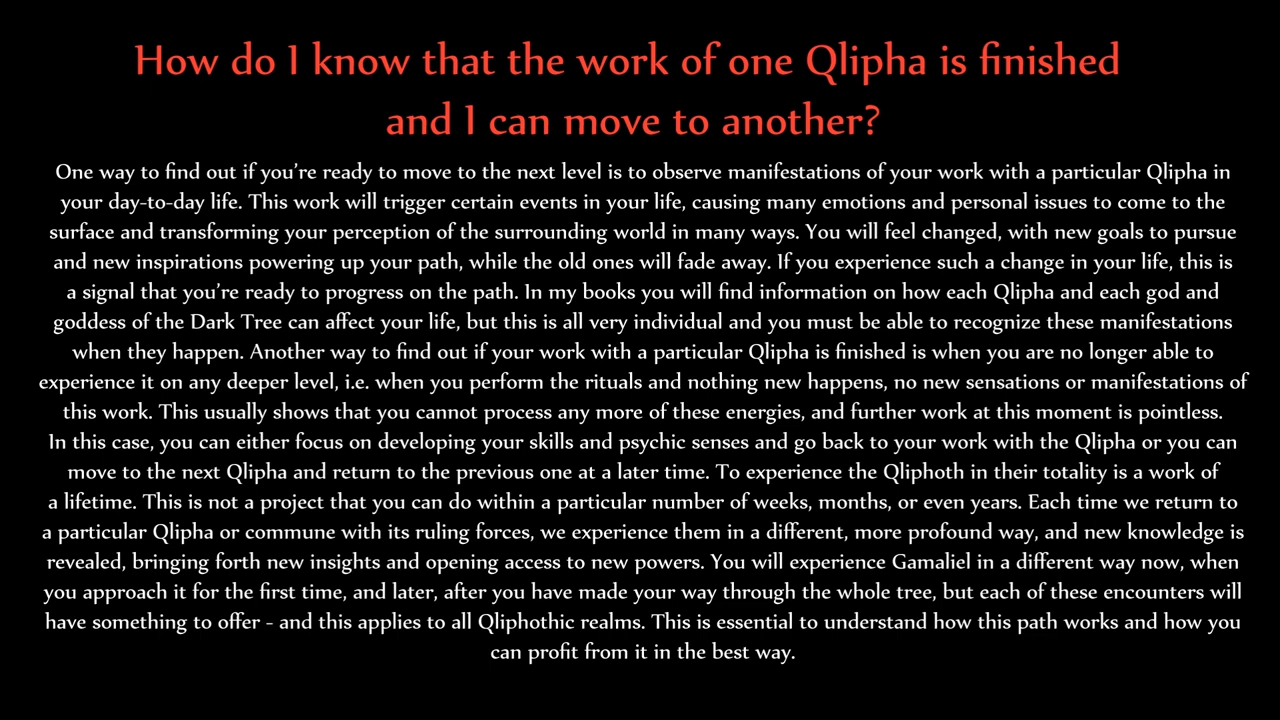 How do I know that the work of one Qlipha is finished
and I can move to another?
One way to find out if you're ready to move to the next level is to observe manifestations of your work with a particular Qlipha in
your day-to-day life. This work will trigger certain events in your life, causing many emotions and personal issues to come to the
surface and transforming your perception of the surrounding world in many ways. You will feel changed, with new goals to pursue
and new inspirations powering up your path, while the old ones will fade away. If you experience such a change in your life, this is
a signal that you're ready to progress on the path. In my books you will find information on how each Qlipha and each god and
goddess of the Dark Tree can affect your life, but this is all very individual and you must be able to recognize these manifestations
when they happen. Another way to find out if your work with a particular Qlipha is finished is when you are no longer able to
experience it on any deeper level, i.e. when you perform the rituals and nothing new happens, no new sensations or manifestations of
this work. This usually shows that you cannot process any more of these energies, and further work at this moment is pointless.
In this case, you can either focus on developing your skills and psychic senses and go back to your work with the Qlipha or you can
move to the next Qlipha and return to the previous one at a later time. To experience the Qliphoth in their totality is a work of
a lifetime. This is not a project that you can do within a particular number of weeks, months, or even years. Each time we return to
a particular Qlipha or commune with its ruling forces, we experience them in a different, more profound way, and new knowledge is
revealed, bringing forth new insights and opening access to new powers. You will experience Gamaliel in a different way now, when
you approach it for the first time, and later, after you have made your way through the whole tree, but each of these encounters will
have something to offer - and this applies to all Qliphothic realms. This is essential to understand how this path works and how you
can profit from it in the best way.